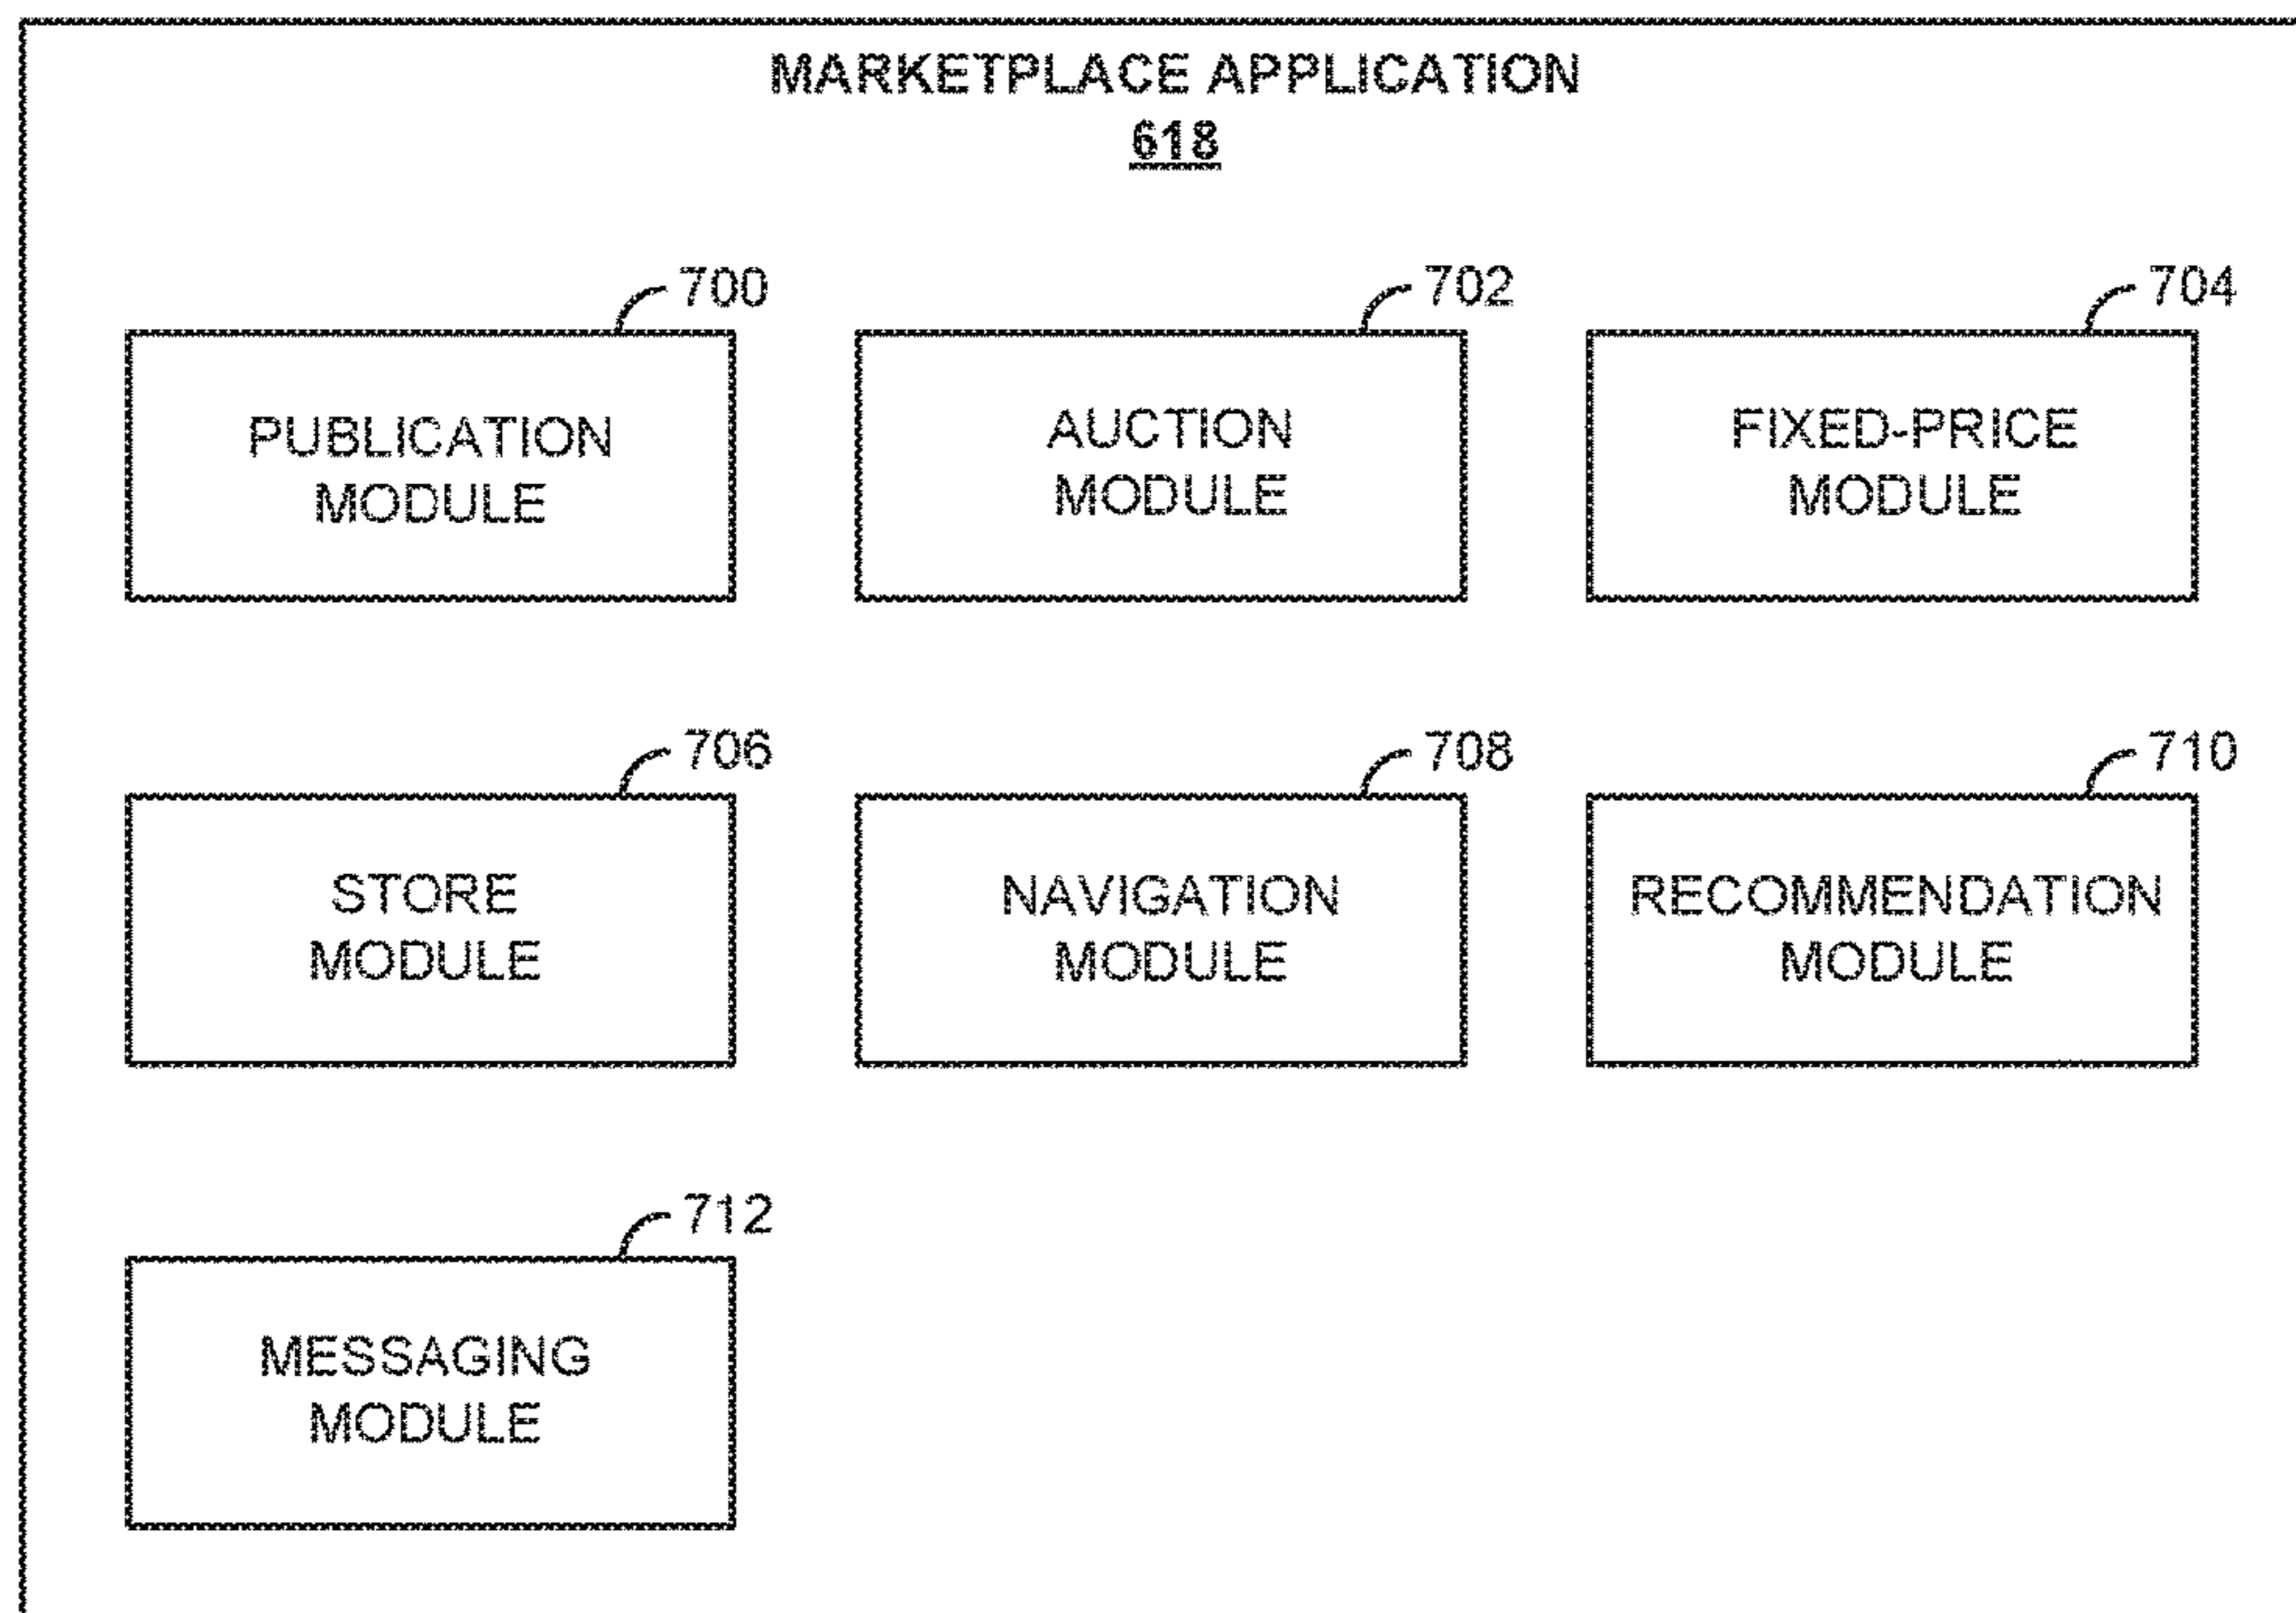 MARKETPLACE APPLICATION
618
700
PUBLICATION
MODULE
702
AUCTION
MODULE
704
FIXED-PRICE
MODULE
706
STORE
MODULE
708
NAVIGATION
MODULE
710
RECOMMENDATION
MODULE
712
MESSAGING
MODULE